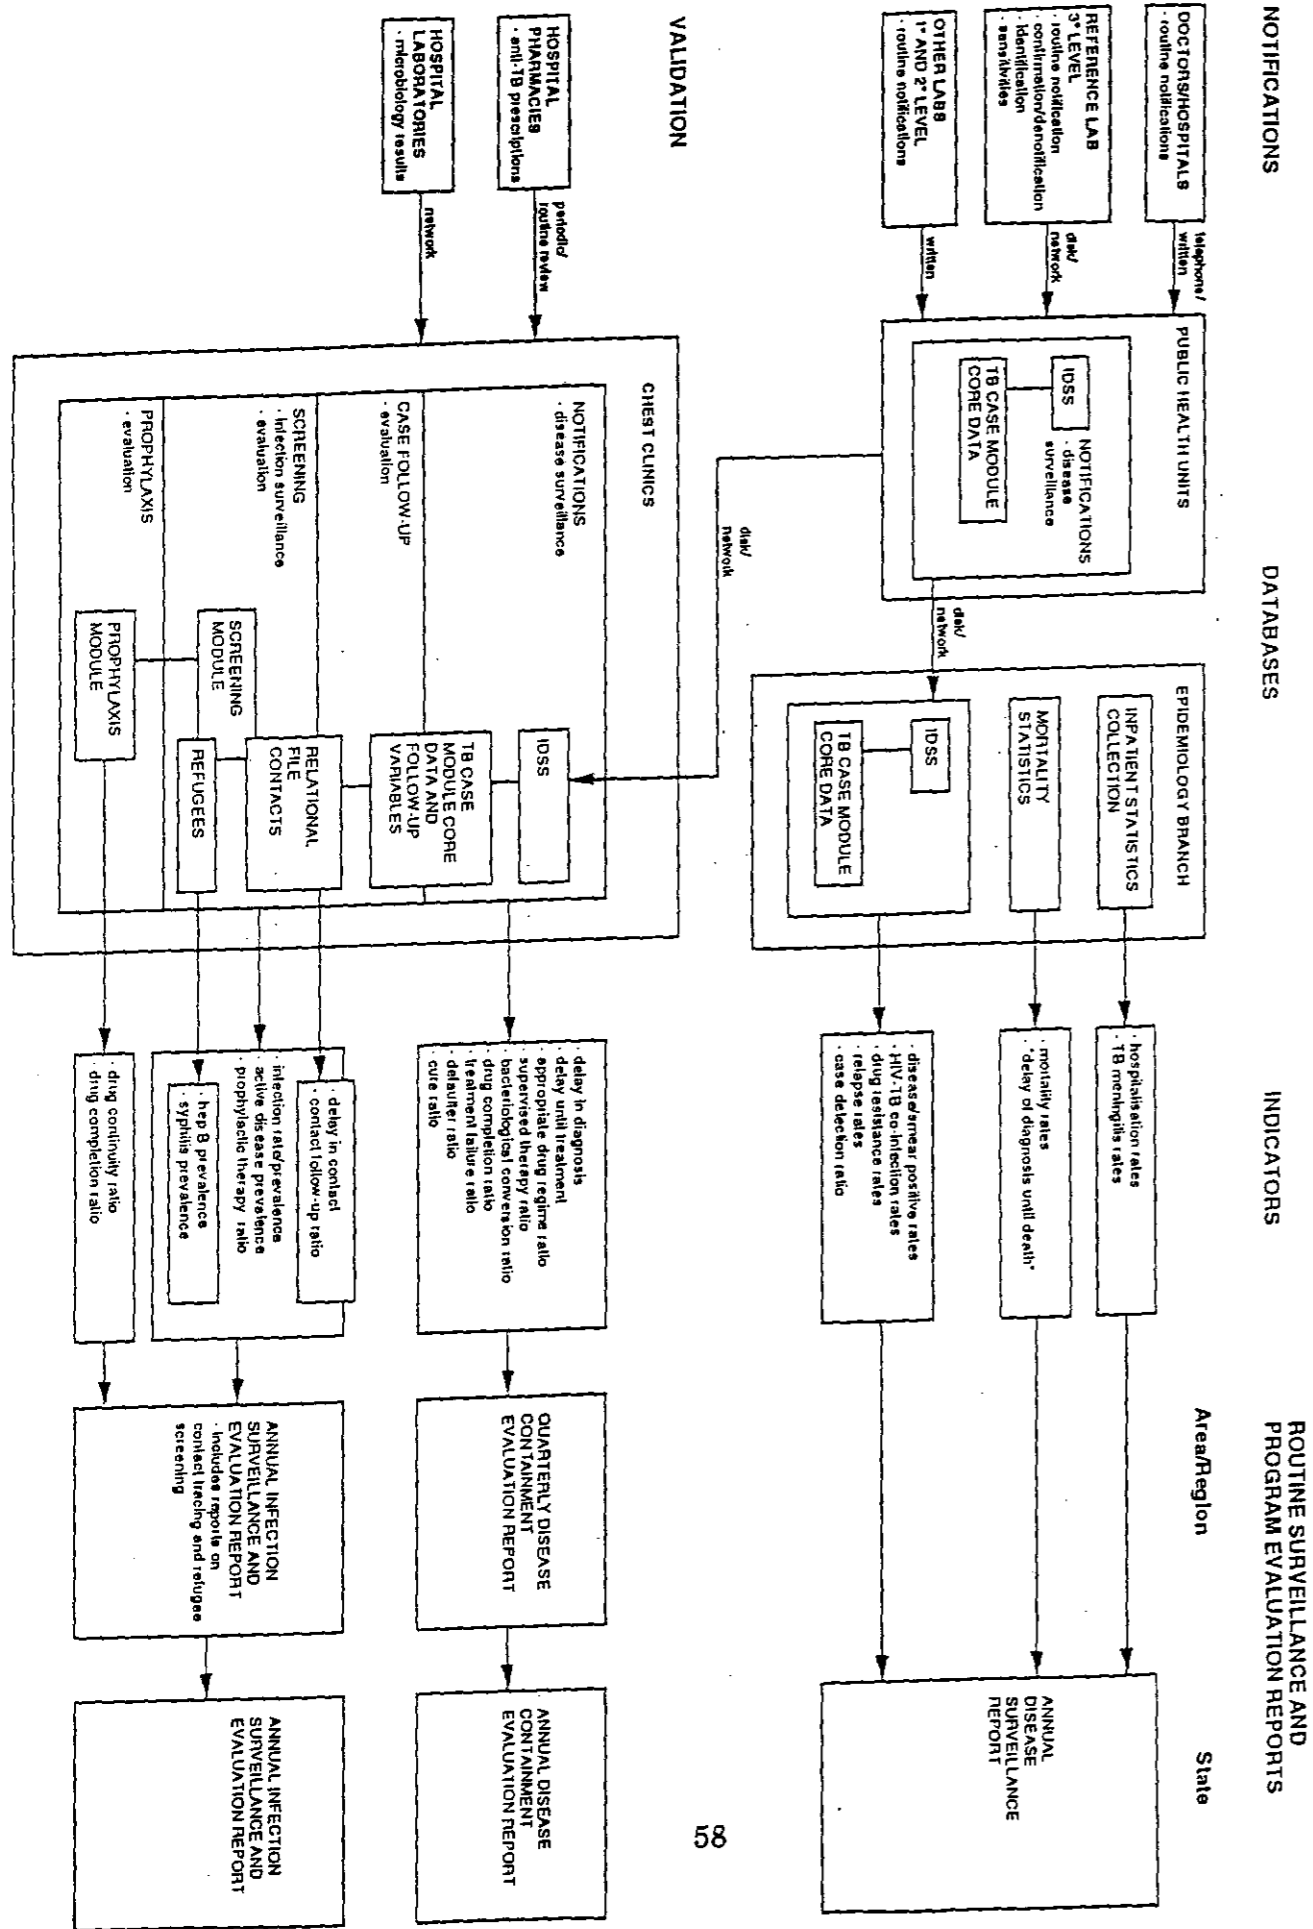 NOTIFICATIONS
DATABASES
INDICATORS
ROUTINE SURVEILLANCE AND
PROGRAM EVALUATION REPORTS
Area/Region
State
DOCTORS/HOSPITALS
· routine notifications
telephone/
written
REFERENCE LAB
3° LEVEL
· routine notification
· confirmation/denotification
· identification
· sensitivities
disk/
network
OTHER LABS
1° AND 2° LEVEL
· routine notifications
written
PUBLIC HEALTH UNITS
IDSS
NOTIFICATIONS
· disease
surveillance
TB CASE MODULE
CORE DATA
disk/
network
EPIDEMIOLOGY BRANCH
INPATIENT STATISTICS
COLLECTION
MORTALITY
STATISTICS
IDSS
TB CASE MODULE
CORE DATA
· hospitalisation rates
· TB meningitis rates
· mortality rates
· "delay of diagnosis until death"
· disease/smear positive rates
· HIV-TB co-infection rates
· drug resistance rates
· relapse rates
· case detection ratio
ANNUAL
DISEASE
SURVEILLANCE
REPORT
disk/
network
VALIDATION
HOSPITAL
PHARMACIES
· anti-TB prescriptions
periodic/
routine review
HOSPITAL
LABORATORIES
· microbiology results
network
CHEST CLINICS
NOTIFICATIONS
· disease surveillance
IDSS
CASE FOLLOW-UP
· evaluation
TB CASE
MODULE CORE
DATA AND
FOLLOW-UP
VARIABLES
SCREENING
· infection surveillance
· evaluation
RELATIONAL
FILE
CONTACTS
SCREENING
MODULE
REFUGEES
PROPHYLAXIS
· evaluation
PROPHYLAXIS
MODULE
· delay in diagnosis
· delay until treatment
· appropriate drug regime ratio
· supervised therapy ratio
· bacteriological conversion ratio
· drug completion ratio
· treatment failure ratio
· defaulter ratio
· cure ratio
· delay in contact
· contact follow-up ratio
· infection rate/prevalence
· active disease prevalence
· prophylactic therapy ratio
· hep B prevalence
· syphilis prevalence
· drug continuity ratio
· drug completion ratio
QUARTERLY DISEASE
CONTAINMENT
EVALUATION REPORT
ANNUAL DISEASE
CONTAINMENT
EVALUATION REPORT
ANNUAL INFECTION
SURVEILLANCE AND
EVALUATION REPORT
· includes reports on
contact tracing and refugee
screening
ANNUAL INFECTION
SURVEILLANCE AND
EVALUATION REPORT
58